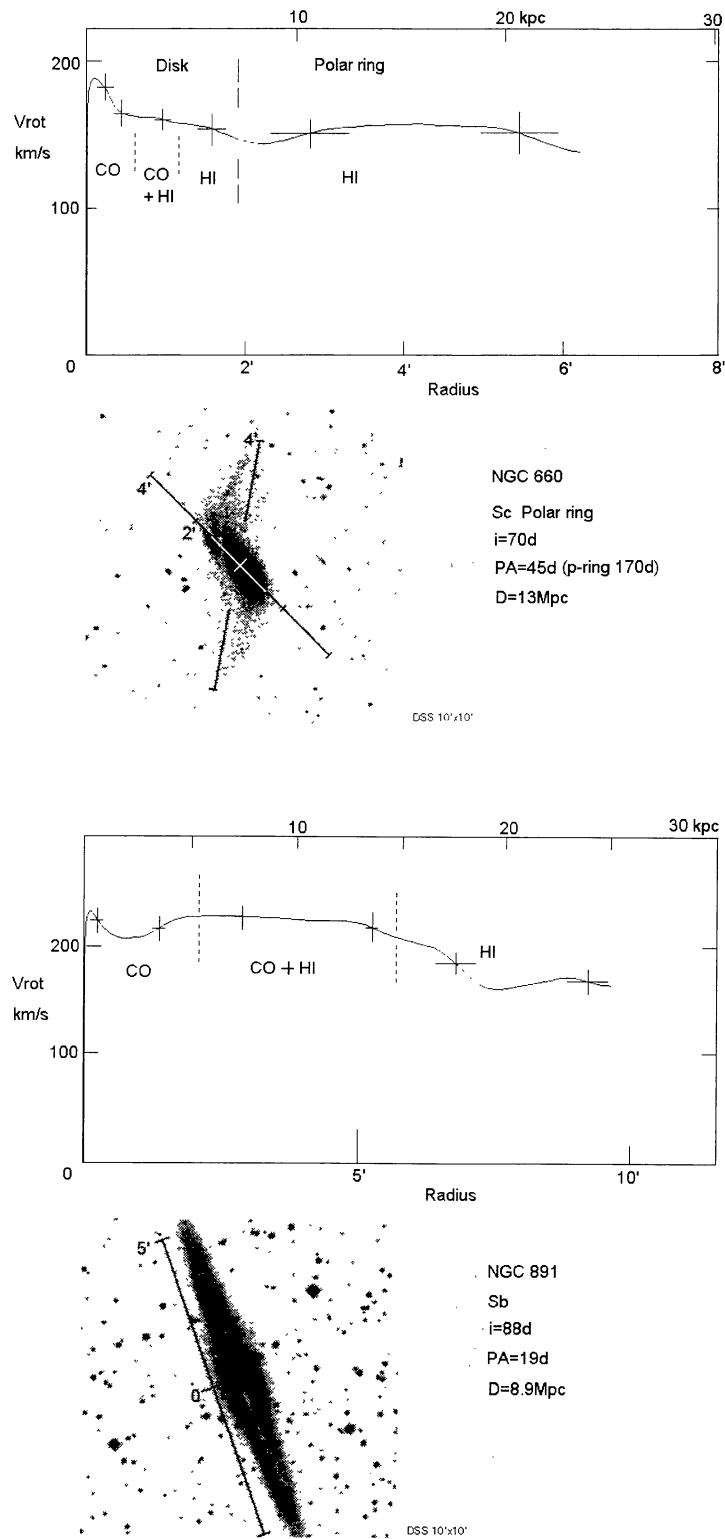 10 20 kpc 30
200
Disk Polar ring
Vrot
km/s
CO CO HI HI
+ HI
100
0 2' 4' 6' 8'
Radius
4'
4'
2'
NGC 660
Sc Polar ring
i=70d
PA=45d (p-ring 170d)
D=13Mpc
DSS 10'x10'
10 20 30 kpc
200
HI
CO CO + HI
Vrot
km/s
100
0 5' 10'
Radius
5'
0
NGC 891
Sb
i=88d
PA=19d
D=8.9Mpc
DSS 10'x10'